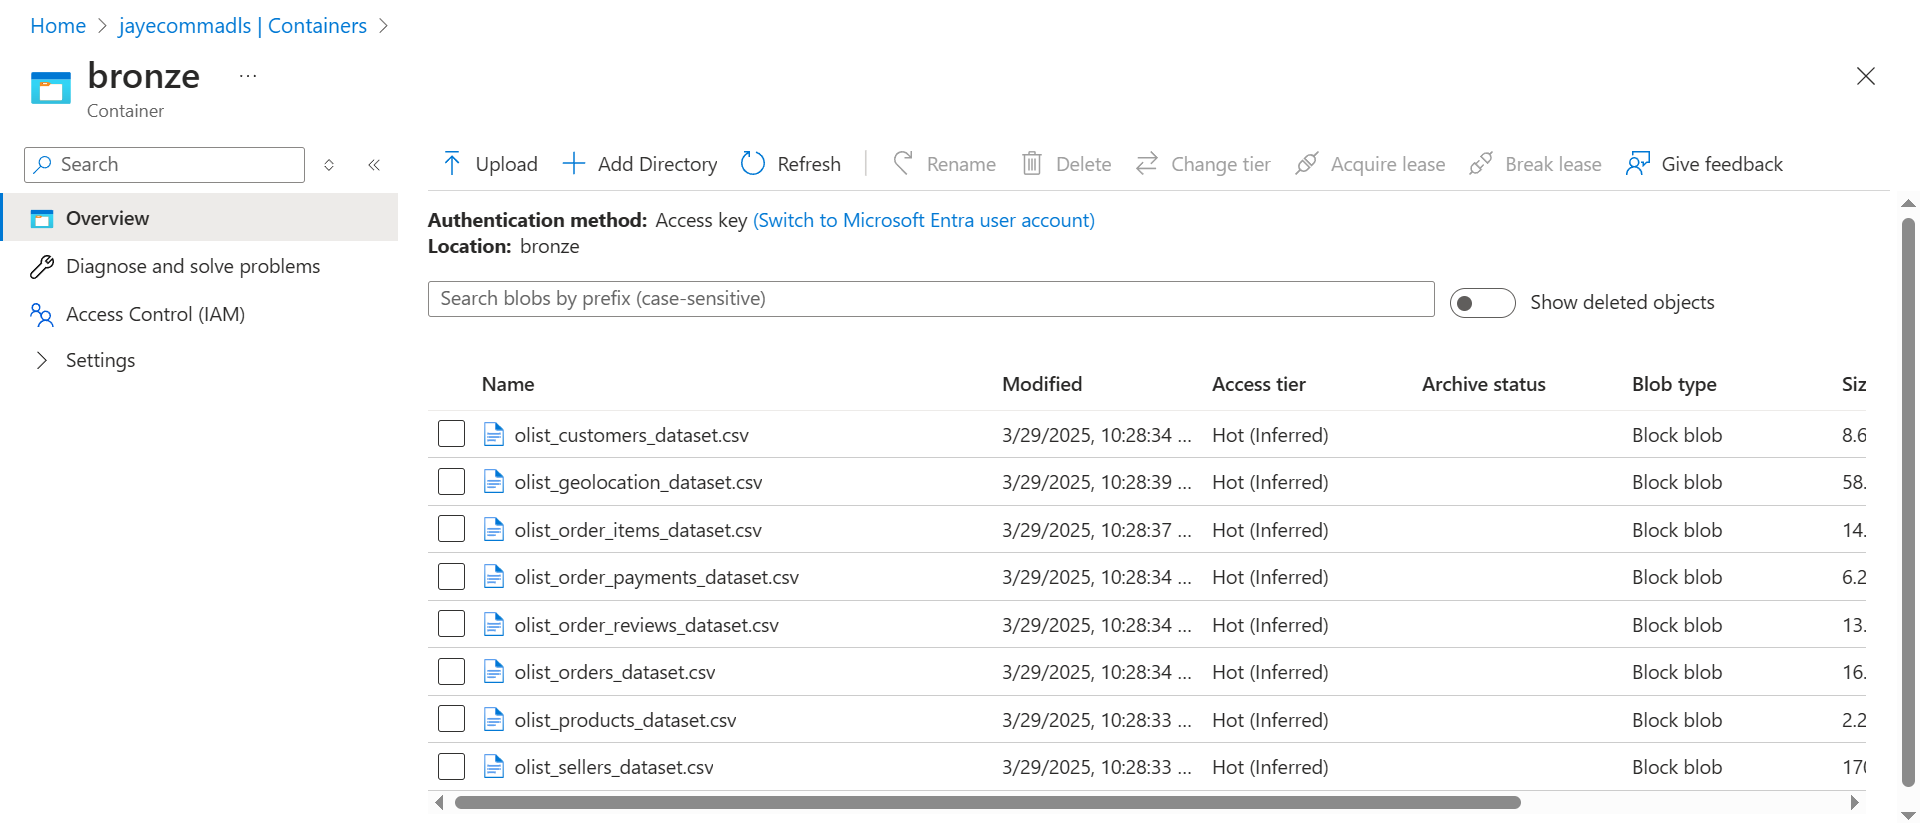 Home > jayecommadls | Containers >
bronze ...
Container
Search
Overview
Diagnose and solve problems
Access Control (IAM)
Settings
Upload Add Directory Refresh Rename Delete Change tier Acquire lease Break lease Give feedback
Authentication method: Access key (Switch to Microsoft Entra user account)
Location: bronze
Search blobs by prefix (case-sensitive)
Show deleted objects
Name Modified Access tier Archive status Blob type Siz
olist_customers_dataset.csv 3/29/2025, 10:28:34 ... Hot (Inferred) Block blob 8.6
olist_geolocation_dataset.csv 3/29/2025, 10:28:39 ... Hot (Inferred) Block blob 58.
olist_order_items_dataset.csv 3/29/2025, 10:28:37 ... Hot (Inferred) Block blob 14.
olist_order_payments_dataset.csv 3/29/2025, 10:28:34 ... Hot (Inferred) Block blob 6.2
olist_order_reviews_dataset.csv 3/29/2025, 10:28:34 ... Hot (Inferred) Block blob 13.
olist_orders_dataset.csv 3/29/2025, 10:28:34 ... Hot (Inferred) Block blob 16.
olist_products_dataset.csv 3/29/2025, 10:28:33 ... Hot (Inferred) Block blob 2.2
olist_sellers_dataset.csv 3/29/2025, 10:28:33 ... Hot (Inferred) Block blob 170